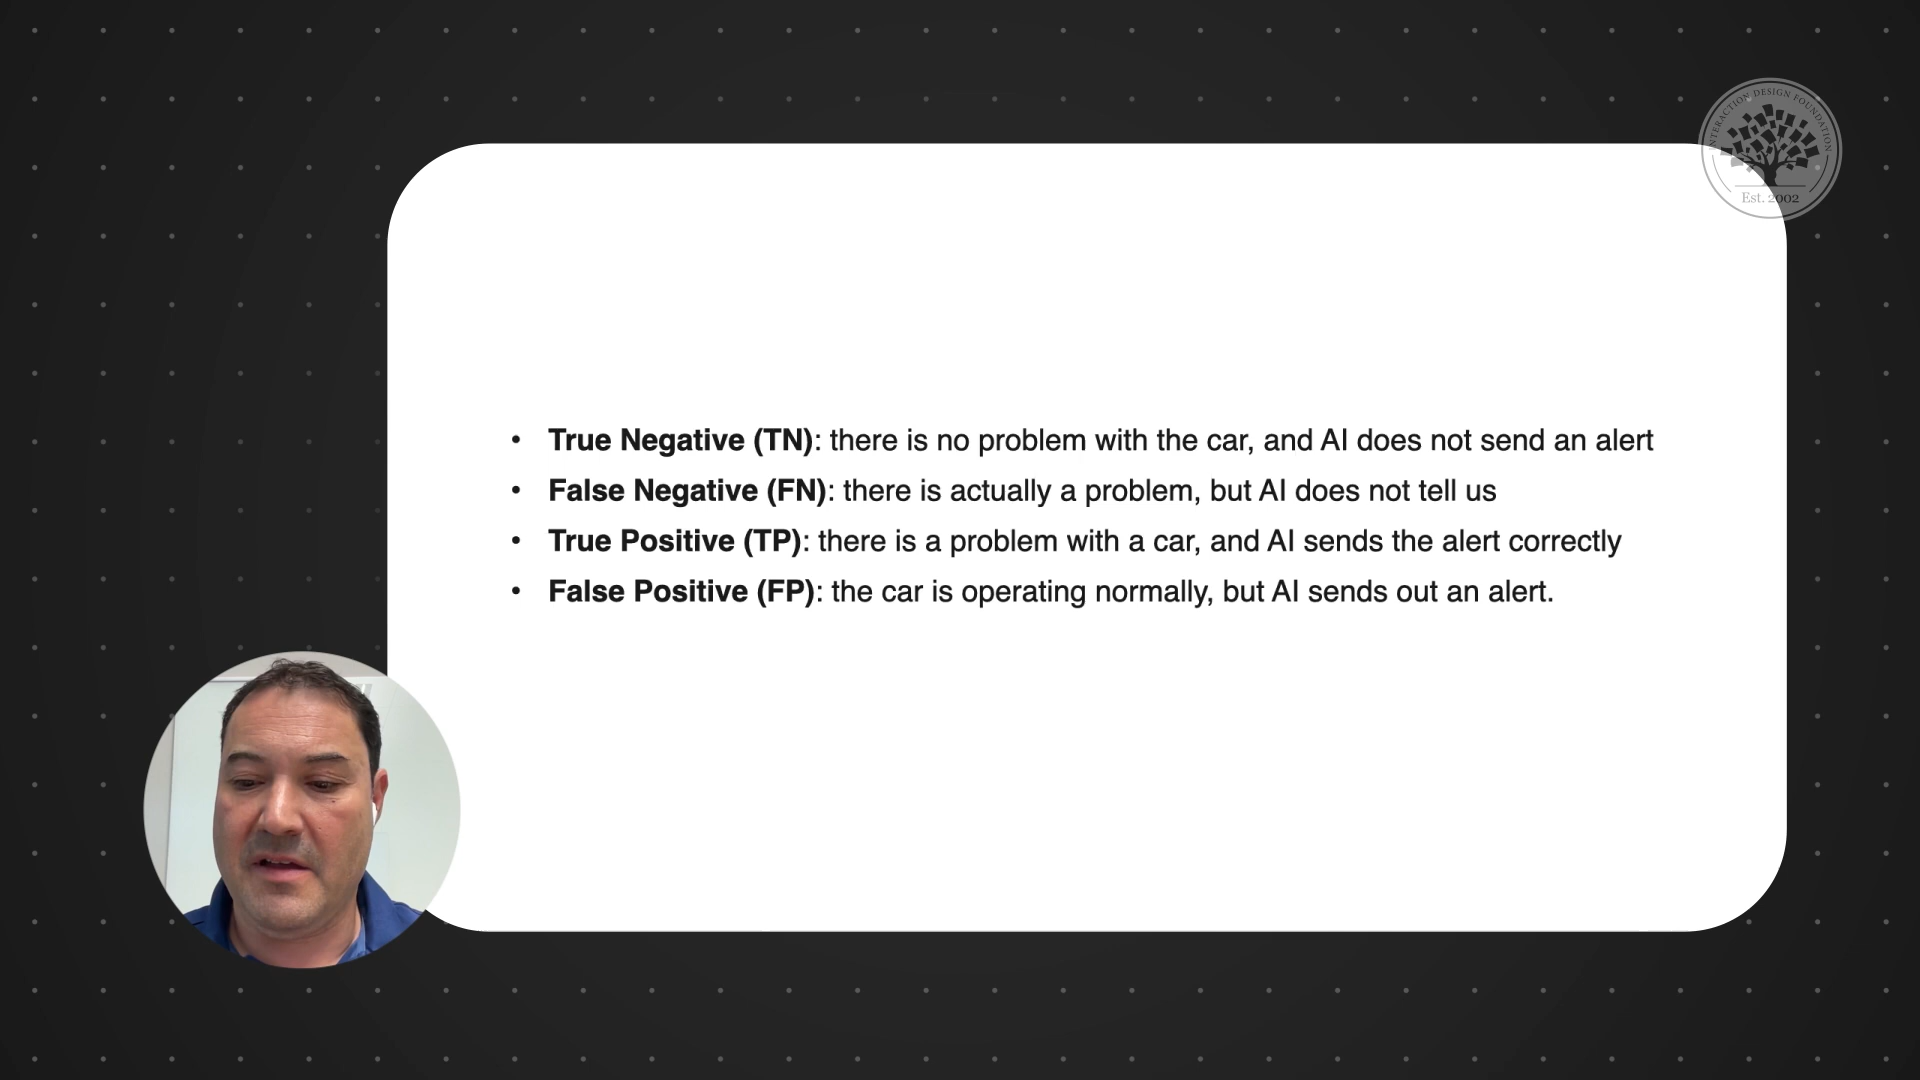 INTERACTION DESIGN FOUNDATION
Est. 2002
• True Negative (TN): there is no problem with the car, and AI does not send an alert
• False Negative (FN): there is actually a problem, but AI does not tell us
• True Positive (TP): there is a problem with a car, and AI sends the alert correctly
• False Positive (FP): the car is operating normally, but AI sends out an alert.